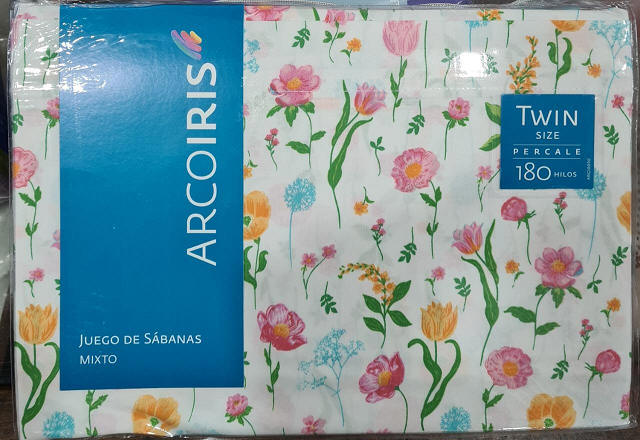 ARCOIRIS
JUEGO DE SÁBANAS
MIXTO
TWIN
SIZE
PERCALE
180 HILOS